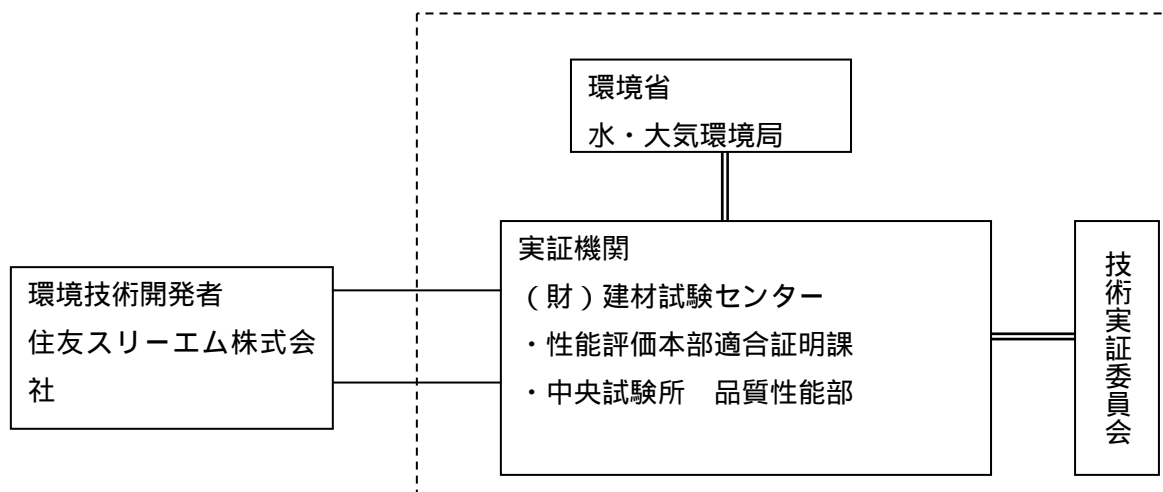 環境省
水・大気環境局
実証機関
（財）建材試験センター
・性能評価本部適合証明課
・中央試験所　品質性能部
環境技術開発者
住友スリーエム株式会
社
技術実証委員会